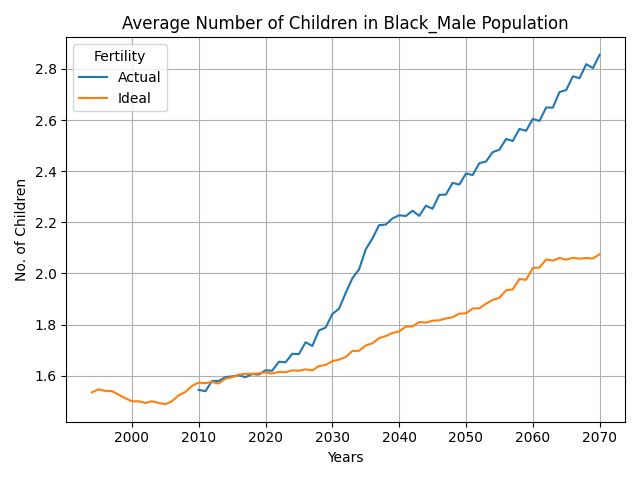 Average Number of Children in Black_Male Population
Fertility
Actual
Ideal
No. of Children
2.8
2.6
2.4
2.2
2.0
1.8
1.6
2000 2010 2020 2030 2040 2050 2060 2070
Years